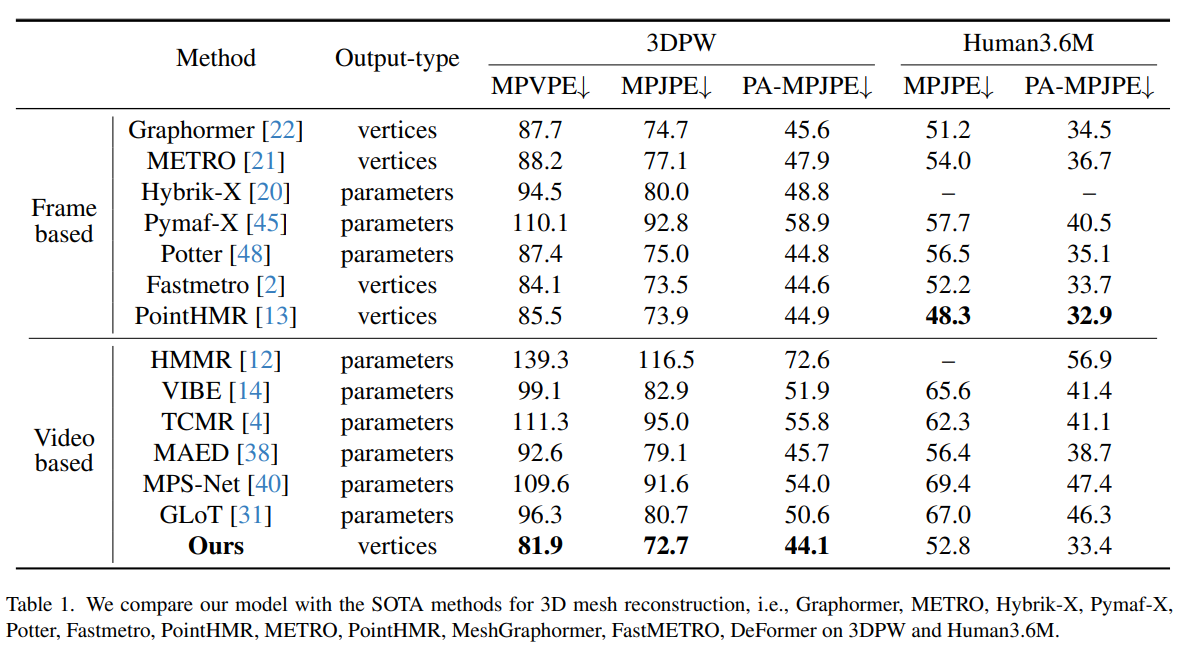 Method Output-type 3DPW Human3.6M
MPVPE↓ MPJPE↓ PA-MPJPE↓ MPJPE↓ PA-MPJPE↓
Frame based
Graphormer [22] vertices 87.7 74.7 45.6 51.2 34.5
METRO [21] vertices 88.2 77.1 47.9 54.0 36.7
Hybrik-X [20] parameters 94.5 80.0 48.8 – –
Pymaf-X [45] parameters 110.1 92.8 58.9 57.7 40.5
Potter [48] parameters 87.4 75.0 44.8 56.5 35.1
Fastmetro [2] vertices 84.1 73.5 44.6 52.2 33.7
PointHMR [13] vertices 85.5 73.9 44.9 48.3 32.9
Video based
HMMR [12] parameters 139.3 116.5 72.6 – 56.9
VIBE [14] parameters 99.1 82.9 51.9 65.6 41.4
TCMR [4] parameters 111.3 95.0 55.8 62.3 41.1
MAED [38] parameters 92.6 79.1 45.7 56.4 38.7
MPS-Net [40] parameters 109.6 91.6 54.0 69.4 47.4
GLoT [31] parameters 96.3 80.7 50.6 67.0 46.3
Ours vertices 81.9 72.7 44.1 52.8 33.4
Table 1. We compare our model with the SOTA methods for 3D mesh reconstruction, i.e., Graphormer, METRO, Hybrik-X, Pymaf-X,
Potter, Fastmetro, PointHMR, METRO, PointHMR, MeshGraphormer, FastMETRO, DeFormer on 3DPW and Human3.6M.